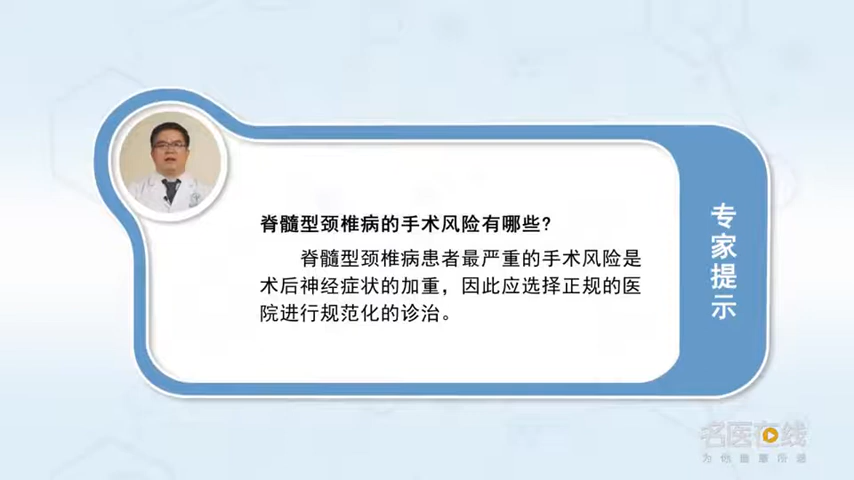 脊髓型颈椎病的手术风险有哪些?
脊髓型颈椎病患者最严重的手术风险是
术后神经症状的加重，因此应选择正规的医
院进行规范化的诊治。
专家提示
名医在线